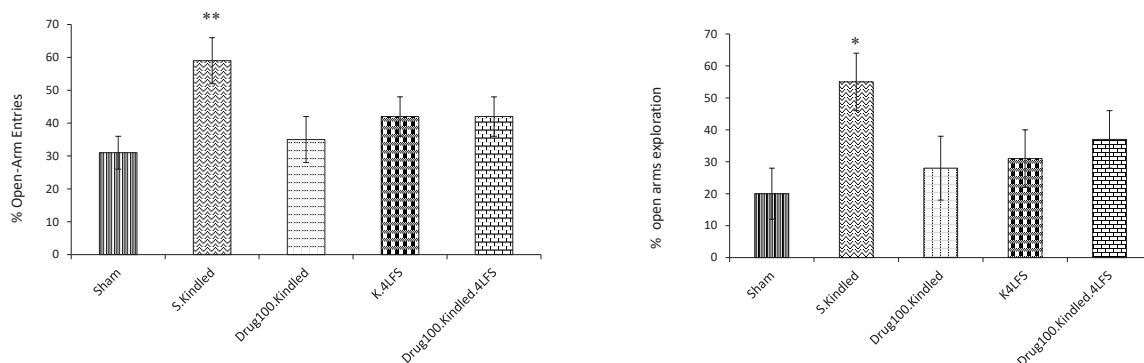 % Open-Arm Entries
70
60
50
40
30
20
10
0
**
Sham
S.Kindled
Drug100.Kindled
K.4LFS
Drug100.Kindled.4LFS
% open arms exploration
70
60
50
40
30
20
10
0
*
Sham
S.Kindled
Drug100.Kindled
K4LFS
Drug100.Kindled.4LFS